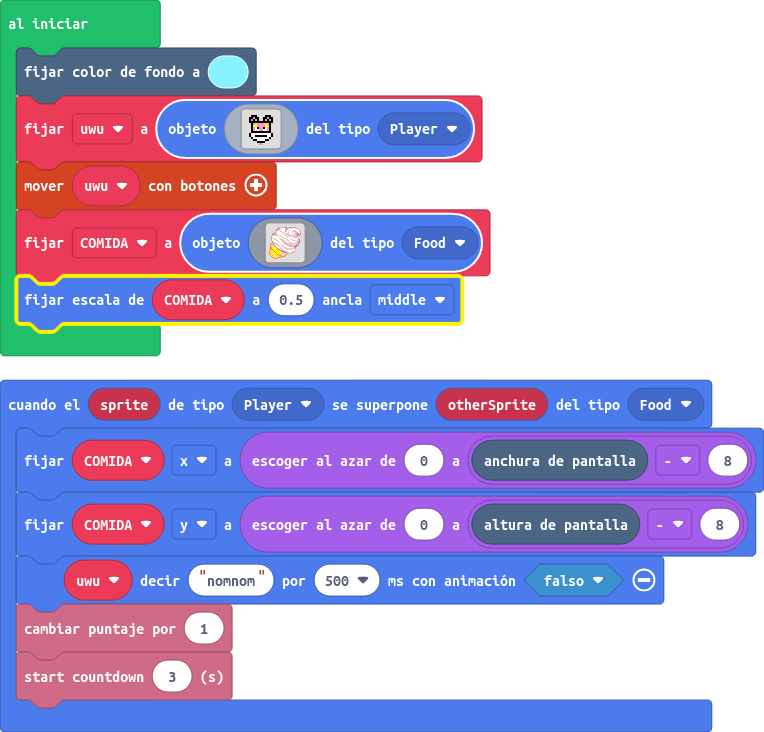 al iniciar
fijar color de fondo a
fijar uwu a objeto del tipo Player
mover uwu con botones
fijar COMIDA a objeto del tipo Food
fijar escala de COMIDA a 0.5 ancla middle
cuando el sprite de tipo Player se superpone otherSprite del tipo Food
fijar COMIDA x a escoger al azar de 0 a anchura de pantalla - 8
fijar COMIDA y a escoger al azar de 0 a altura de pantalla - 8
uwu decir "nomnom" por 500 ms con animación falso
cambiar puntaje por 1
start countdown 3 (s)